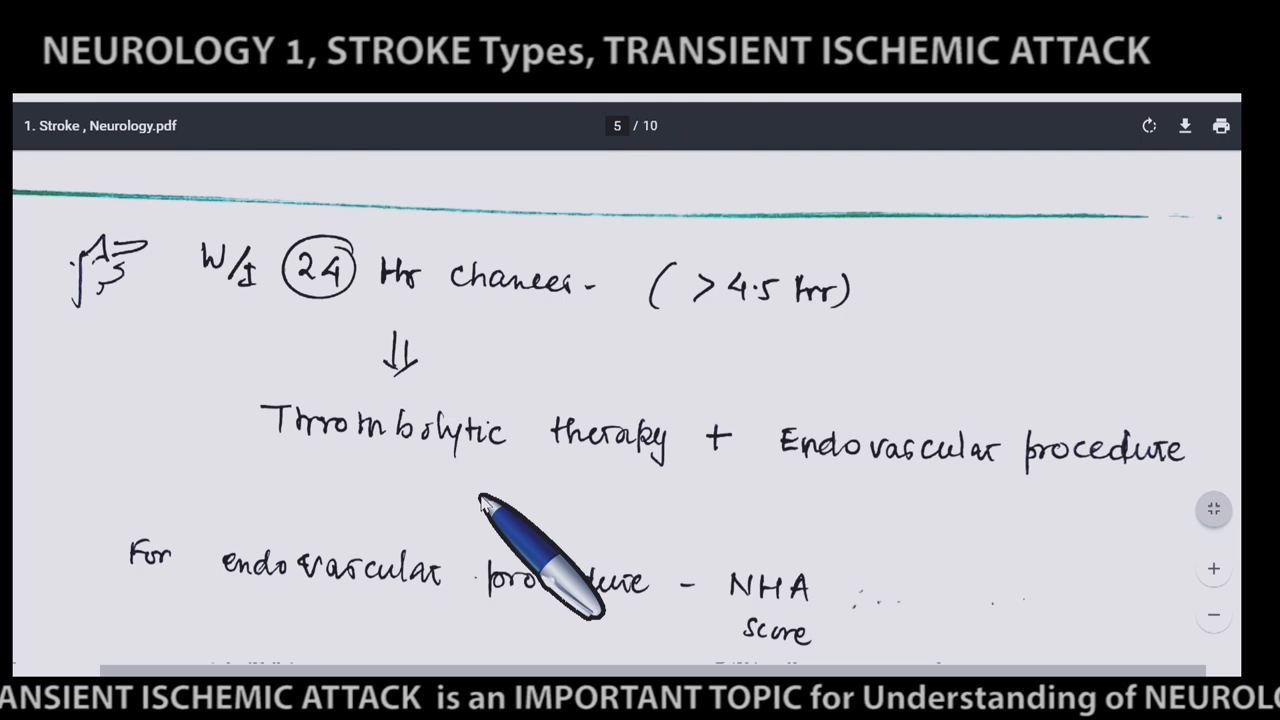 NEUROLOGY 1, STROKE Types, TRANSIENT ISCHEMIC ATTACK
1. Stroke , Neurology.pdf
5 / 10
W/I 24 Hr chances - ( > 4.5 hr)
Thrombolytic therapy + Endovascular procedure
For endovascular - NHA
score
ANSIENT ISCHEMIC ATTACK is an IMPORTANT TOPIC for Understanding of NEUROLO